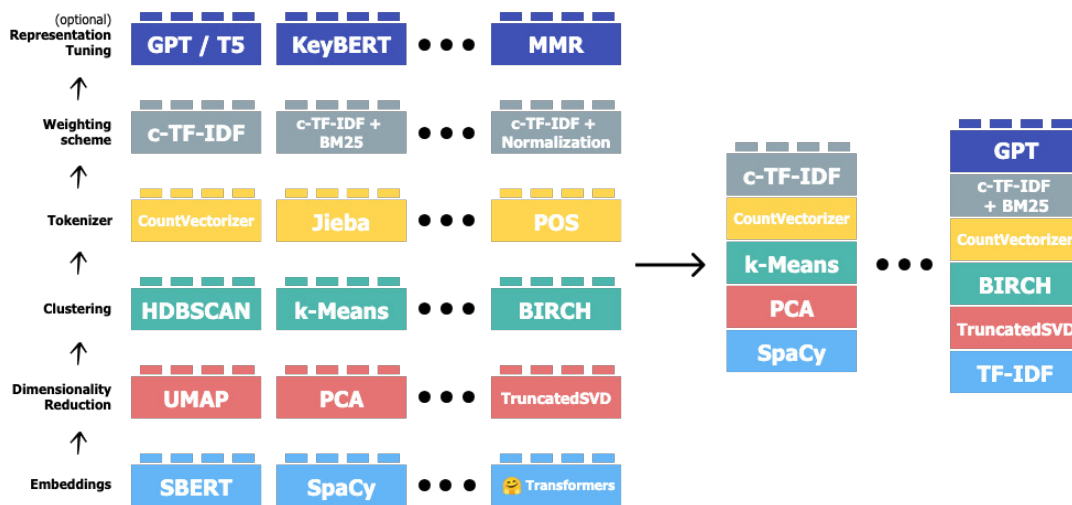 (optional)
Representation
Tuning
GPT / T5
KeyBERT
MMR
Weighting
scheme
c-TF-IDF
c-TF-IDF +
BM25
c-TF-IDF +
Normalization
Tokenizer
CountVectorizer
Jieba
POS
Clustering
HDBSCAN
k-Means
BIRCH
Dimensionality
Reduction
UMAP
PCA
TruncatedSVD
Embeddings
SBERT
SpaCy
🤗 Transformers
c-TF-IDF
CountVectorizer
k-Means
PCA
SpaCy
GPT
c-TF-IDF
+ BM25
CountVectorizer
BIRCH
TruncatedSVD
TF-IDF